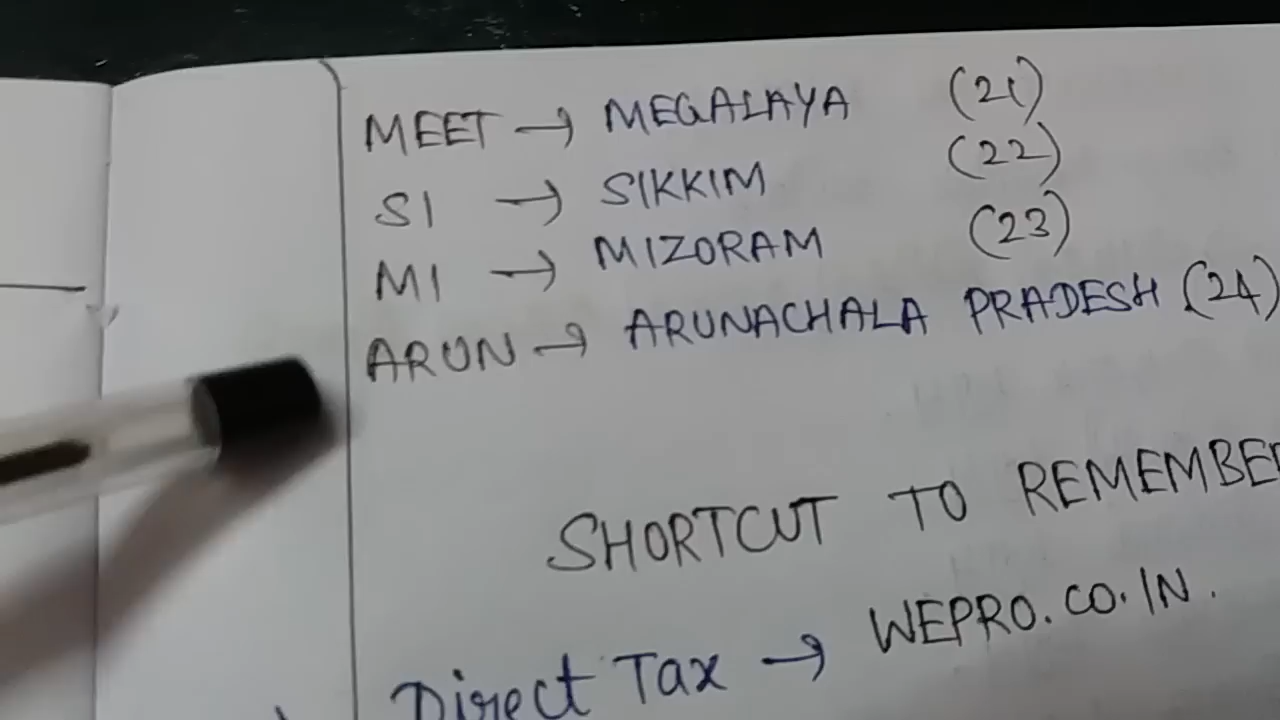 MEET → MEGALAYA (21)
SI → SIKKIM (22)
MI → MIZORAM (23)
ARUN → ARUNACHALA PRADESH (24)
SHORTCUT TO REMEMBE
Direct Tax → WEPRO.CO.IN.